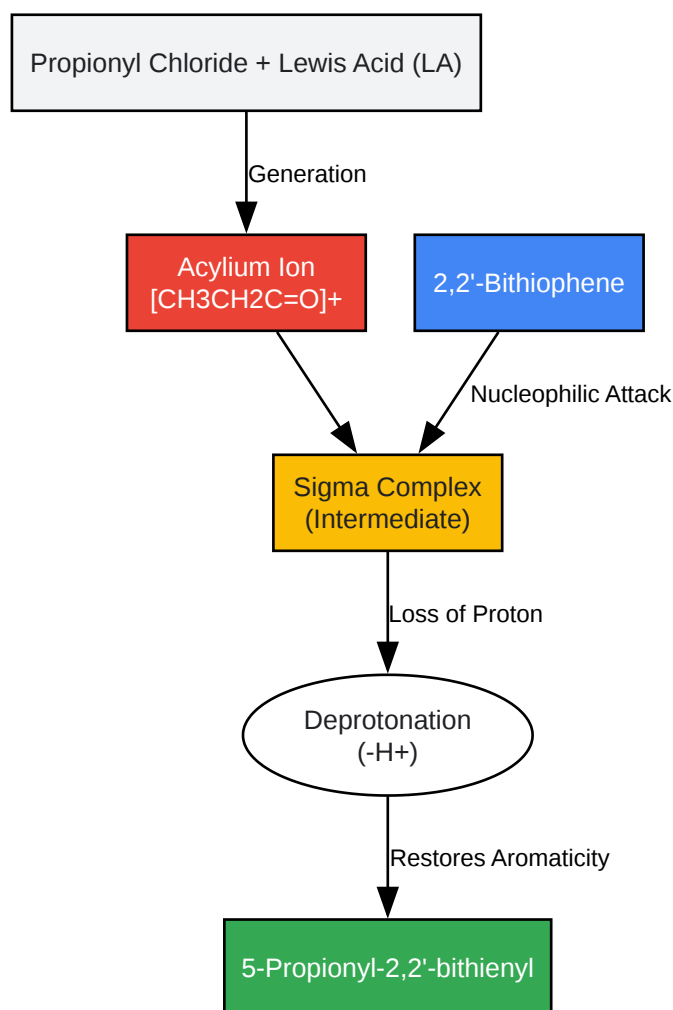 Propionyl Chloride + Lewis Acid (LA)
Generation
Acylium Ion
[CH3CH2C=O]+
2,2'-Bithiophene
Nucleophilic Attack
Sigma Complex
(Intermediate)
Loss of Proton
Deprotonation
(-H+)
Restores Aromaticity
5-Propionyl-2,2'-bithienyl